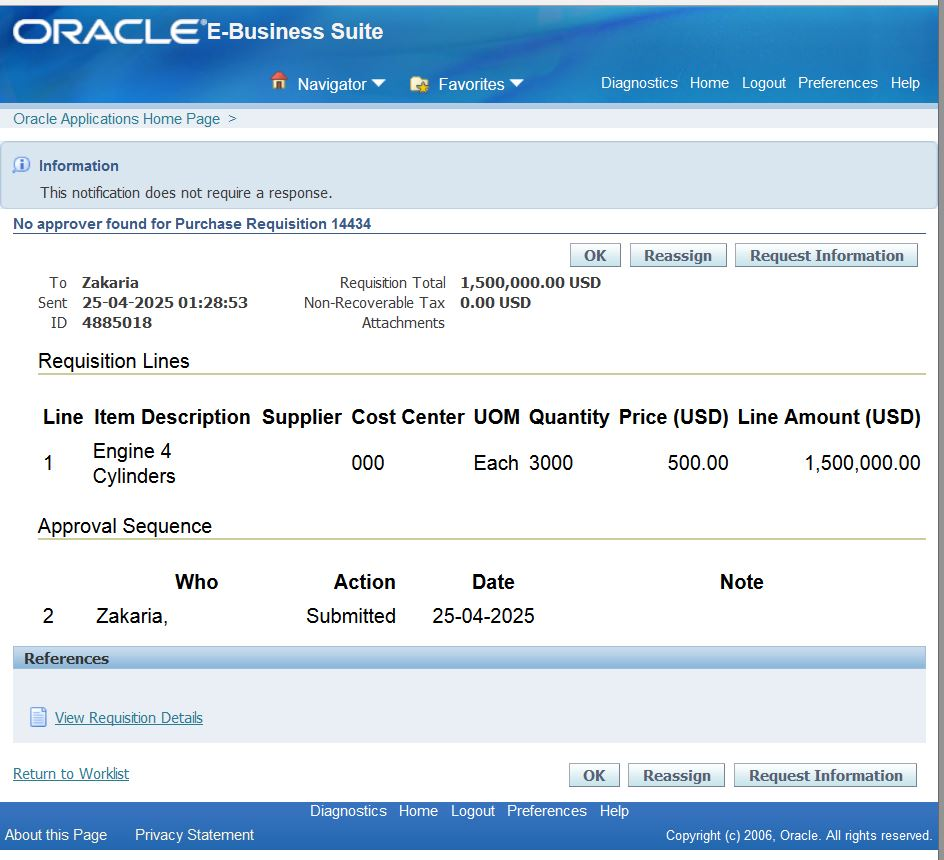 ORACLE® E-Business Suite
Navigator Favorites Diagnostics Home Logout Preferences Help
Oracle Applications Home Page >
Information
This notification does not require a response.
No approver found for Purchase Requisition 14434
OK Reassign Request Information
To Zakaria Requisition Total 1,500,000.00 USD
Sent 25-04-2025 01:28:53 Non-Recoverable Tax 0.00 USD
ID 4885018 Attachments
Requisition Lines
Line Item Description Supplier Cost Center UOM Quantity Price (USD) Line Amount (USD)
1 Engine 4 Cylinders 000 Each 3000 500.00 1,500,000.00
Approval Sequence
Who Action Date Note
2 Zakaria, Submitted 25-04-2025
References
View Requisition Details
Return to Worklist OK Reassign Request Information
Diagnostics Home Logout Preferences Help
About this Page Privacy Statement Copyright (c) 2006, Oracle. All rights reserved.